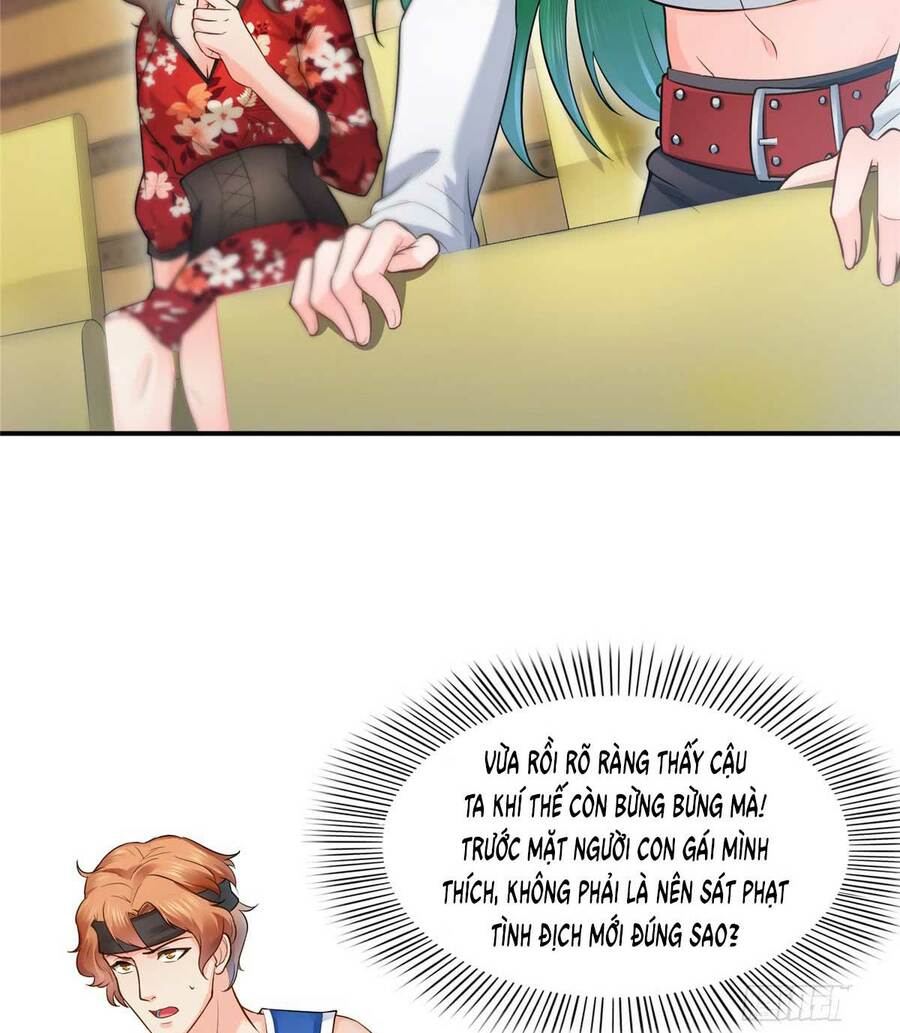 VỪA RỒI RÕ RÀNG THẤY CẬU
TA KHÍ THẾ CÒN BỪNG BỪNG MÀ!
TRƯỚC MẶT NGƯỜI CON GÁI MÌNH
THÍCH, KHÔNG PHẢI LÀ NÊN SÁT PHẠT
TÌNH ĐỊCH MỚI ĐÚNG SAO?